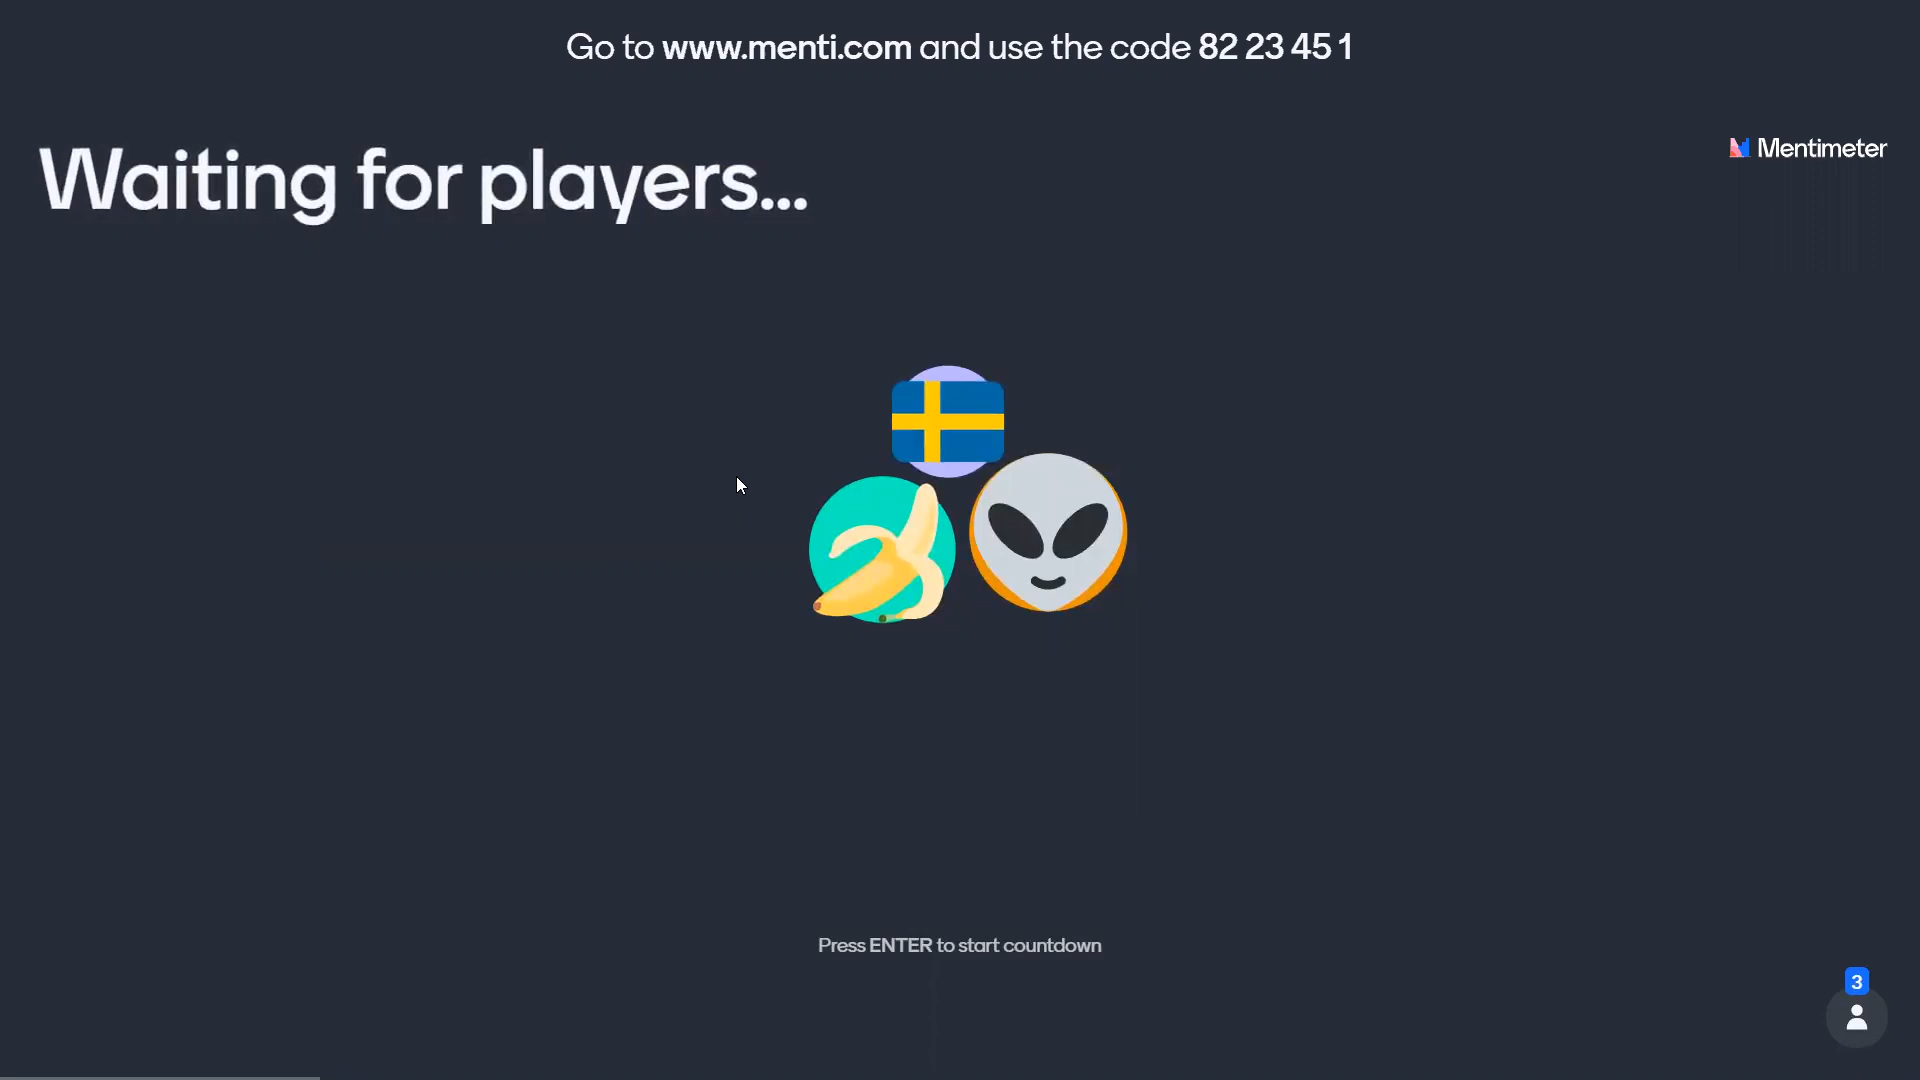 Go to www.menti.com and use the code 82 23 45 1
Waiting for players...
Mentimeter
Press ENTER to start countdown
3